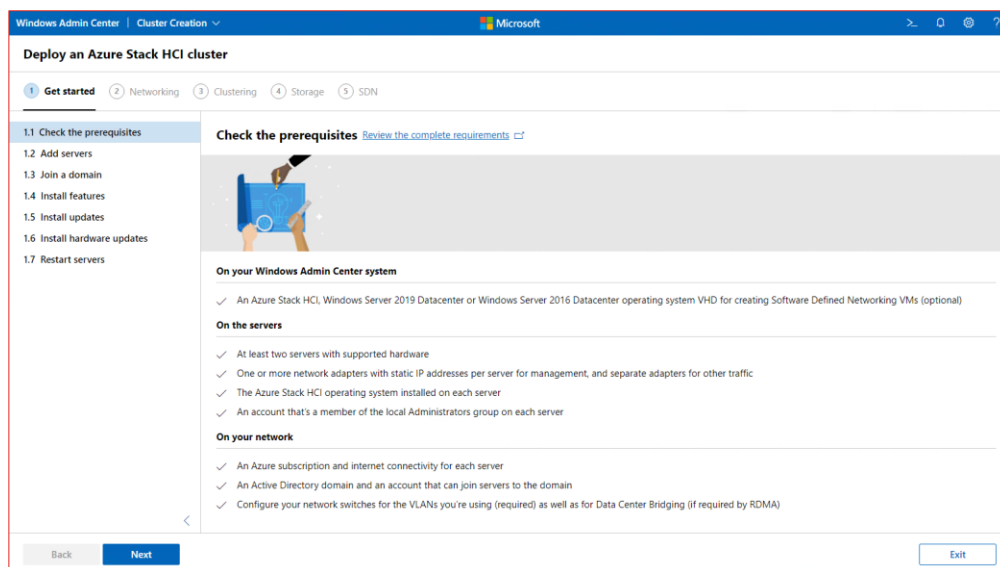 Windows Admin Center | Cluster Creation
Microsoft
Deploy an Azure Stack HCI cluster
1 Get started 2 Networking 3 Clustering 4 Storage 5 SDN
1.1 Check the prerequisites
1.2 Add servers
1.3 Join a domain
1.4 Install features
1.5 Install updates
1.6 Install hardware updates
1.7 Restart servers
Check the prerequisites Review the complete requirements
On your Windows Admin Center system
An Azure Stack HCI, Windows Server 2019 Datacenter or Windows Server 2016 Datacenter operating system VHD for creating Software Defined Networking VMs (optional)
On the servers
At least two servers with supported hardware
One or more network adapters with static IP addresses per server for management, and separate adapters for other traffic
The Azure Stack HCI operating system installed on each server
An account that's a member of the local Administrators group on each server
On your network
An Azure subscription and internet connectivity for each server
An Active Directory domain and an account that can join servers to the domain
Configure your network switches for the VLANs you're using (required) as well as for Data Center Bridging (if required by RDMA)
Back Next Exit